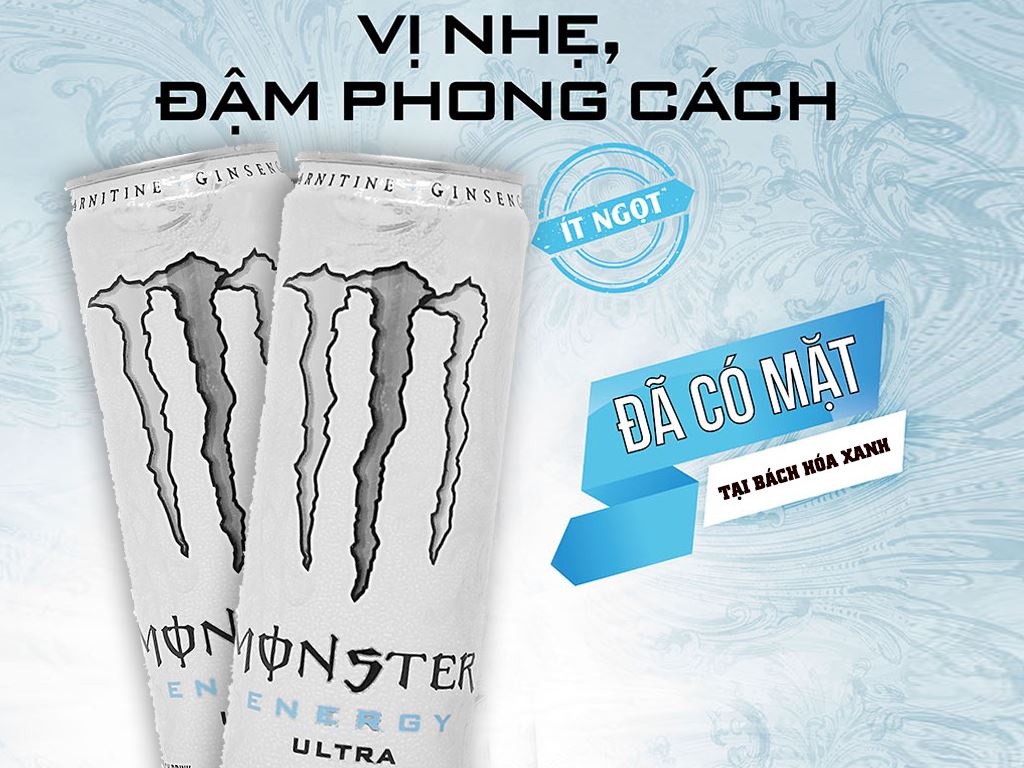 VỊ NHẸ,
ĐẬM PHONG CÁCH
ÍT NGỌT
ĐÃ CÓ MẶT
TẠI BÁCH HÓA XANH
ARNITINE · GINSENG
ARNITINE · GINSENG
MONSTER
ENERGY
ULTRA